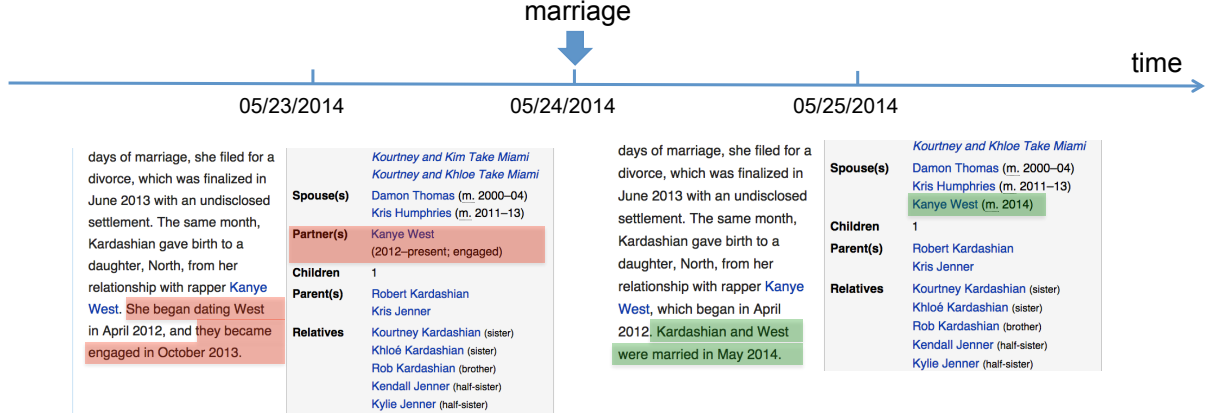 marriage
time
05/23/2014
05/24/2014
05/25/2014
days of marriage, she filed for a
divorce, which was finalized in
June 2013 with an undisclosed
settlement. The same month,
Kardashian gave birth to a
daughter, North, from her
relationship with rapper Kanye
West. She began dating West
in April 2012, and they became
engaged in October 2013.
Kourtney and Kim Take Miami
Kourtney and Khloe Take Miami
Spouse(s) Damon Thomas (m. 2000–04)
Kris Humphries (m. 2011–13)
Partner(s) Kanye West
(2012–present; engaged)
Children 1
Parent(s) Robert Kardashian
Kris Jenner
Relatives Kourtney Kardashian (sister)
Khloé Kardashian (sister)
Rob Kardashian (brother)
Kendall Jenner (half-sister)
Kylie Jenner (half-sister)
days of marriage, she filed for a
divorce, which was finalized in
June 2013 with an undisclosed
settlement. The same month,
Kardashian gave birth to a
daughter, North, from her
relationship with rapper Kanye
West, which began in April
2012. Kardashian and West
were married in May 2014.
Kourtney and Khloe Take Miami
Spouse(s) Damon Thomas (m. 2000–04)
Kris Humphries (m. 2011–13)
Kanye West (m. 2014)
Children 1
Parent(s) Robert Kardashian
Kris Jenner
Relatives Kourtney Kardashian (sister)
Khloé Kardashian (sister)
Rob Kardashian (brother)
Kendall Jenner (half-sister)
Kylie Jenner (half-sister)